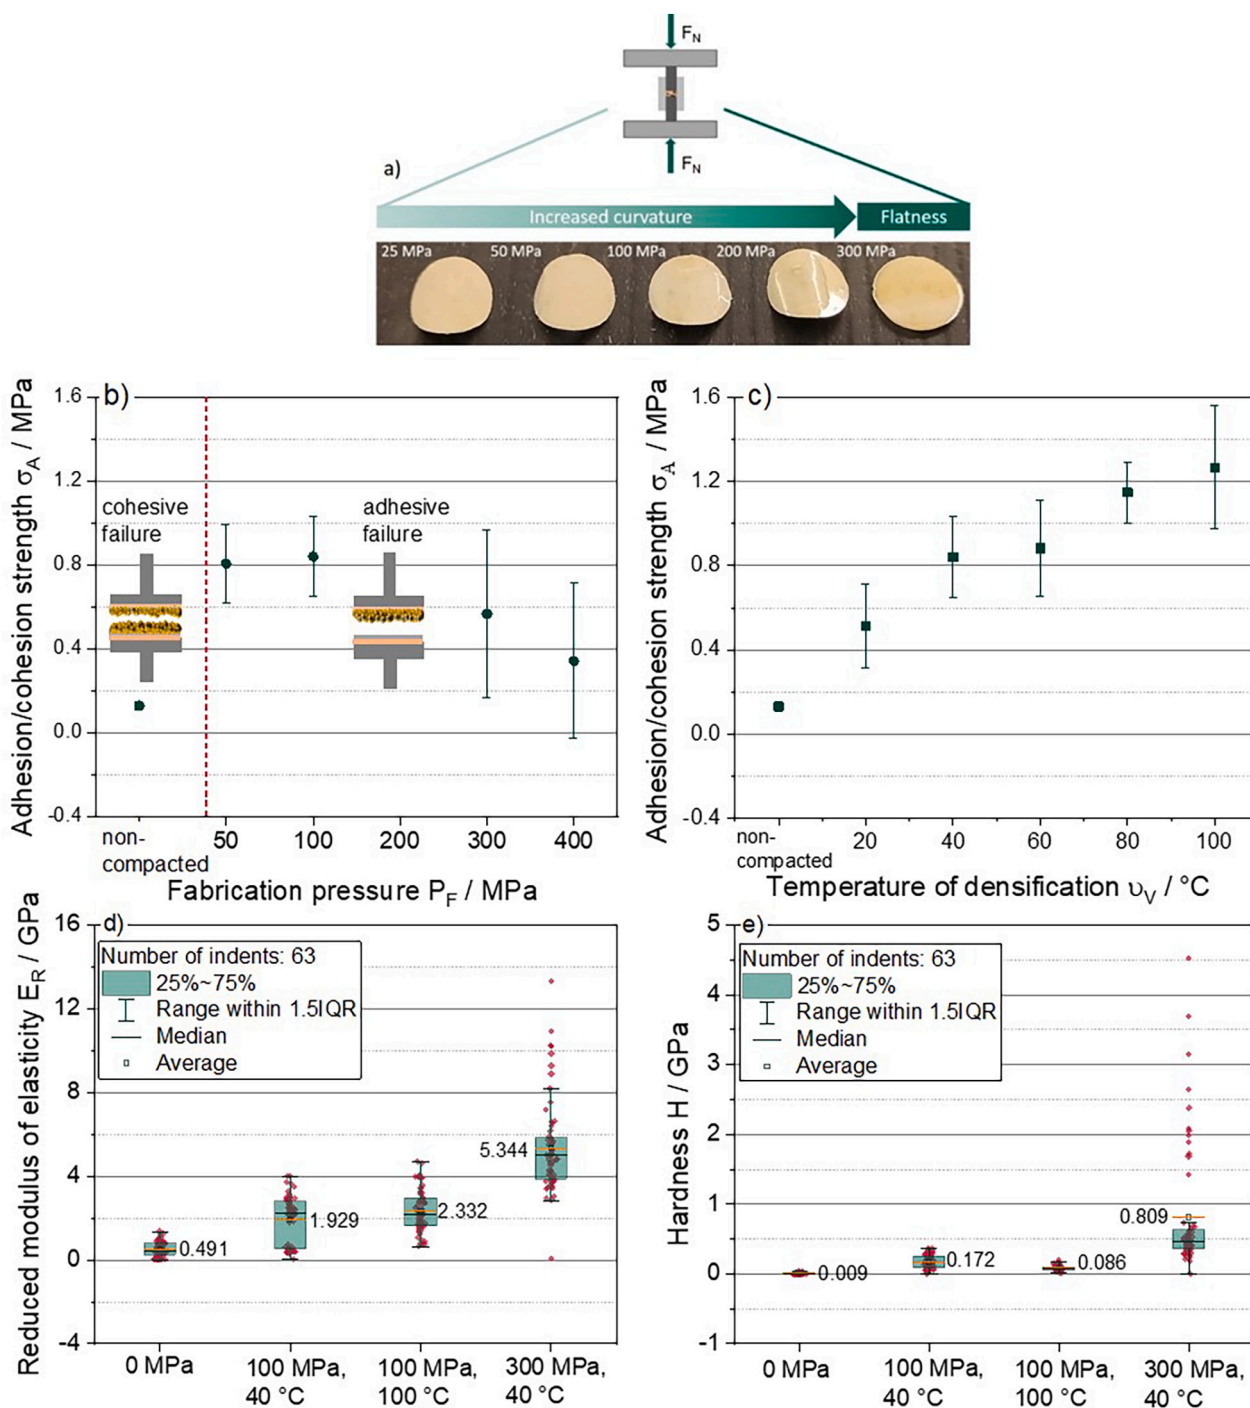 F_N
F_N
a)
Increased curvature
Flatness
25 MPa
50 MPa
100 MPa
200 MPa
300 MPa
b)
Adhesion/cohesion strength σ_A / MPa
1.6
1.2
0.8
0.4
0.0
-0.4
cohesive
failure
adhesive
failure
non-
compacted
50
100
200
300
400
Fabrication pressure P_F / MPa
c)
Adhesion/cohesion strength σ_A / MPa
1.6
1.2
0.8
0.4
0.0
-0.4
non-
compacted
20
40
60
80
100
Temperature of densification υ_V / °C
d)
Reduced modulus of elasticity E_R / GPa
16
12
8
4
0
-4
Number of indents: 63
25%~75%
Range within 1.5IQR
Median
Average
0.491
1.929
2.332
5.344
0 MPa
100 MPa,
40 °C
100 MPa,
100 °C
300 MPa,
40 °C
e)
Hardness H / GPa
5
4
3
2
1
0
-1
Number of indents: 63
25%~75%
Range within 1.5IQR
Median
Average
0.009
0.172
0.086
0.809
0 MPa
100 MPa,
40 °C
100 MPa,
100 °C
300 MPa,
40 °C